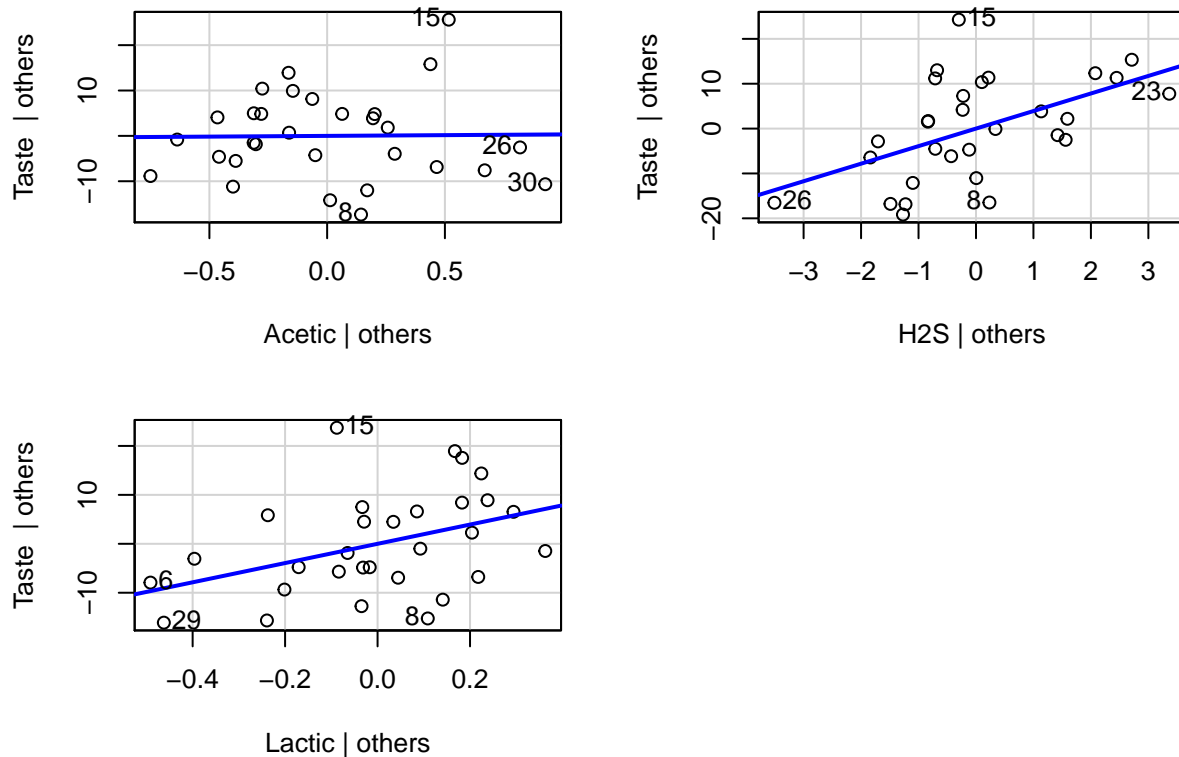 Taste | others
10
−10
15
26
30
8
−0.5 0.0 0.5
Acetic | others
Taste | others
10
0
−20
15
23
26
8
−3 −2 −1 0 1 2 3
H2S | others
Taste | others
10
−10
15
6
29
8
−0.4 −0.2 0.0 0.2
Lactic | others